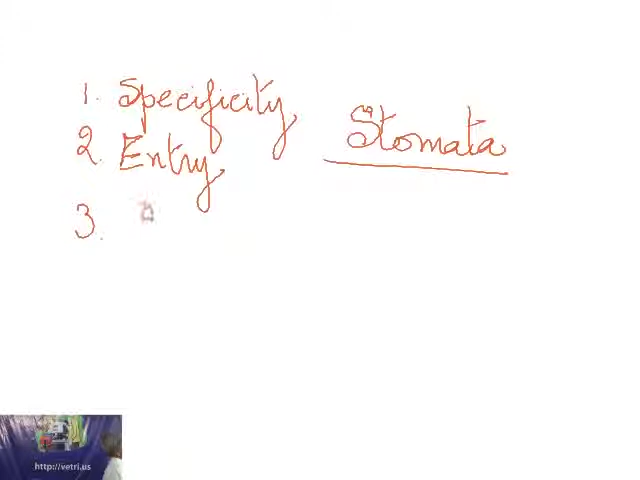 1. Specificity
2. Entry
Stomata
3.
http://vetri.us